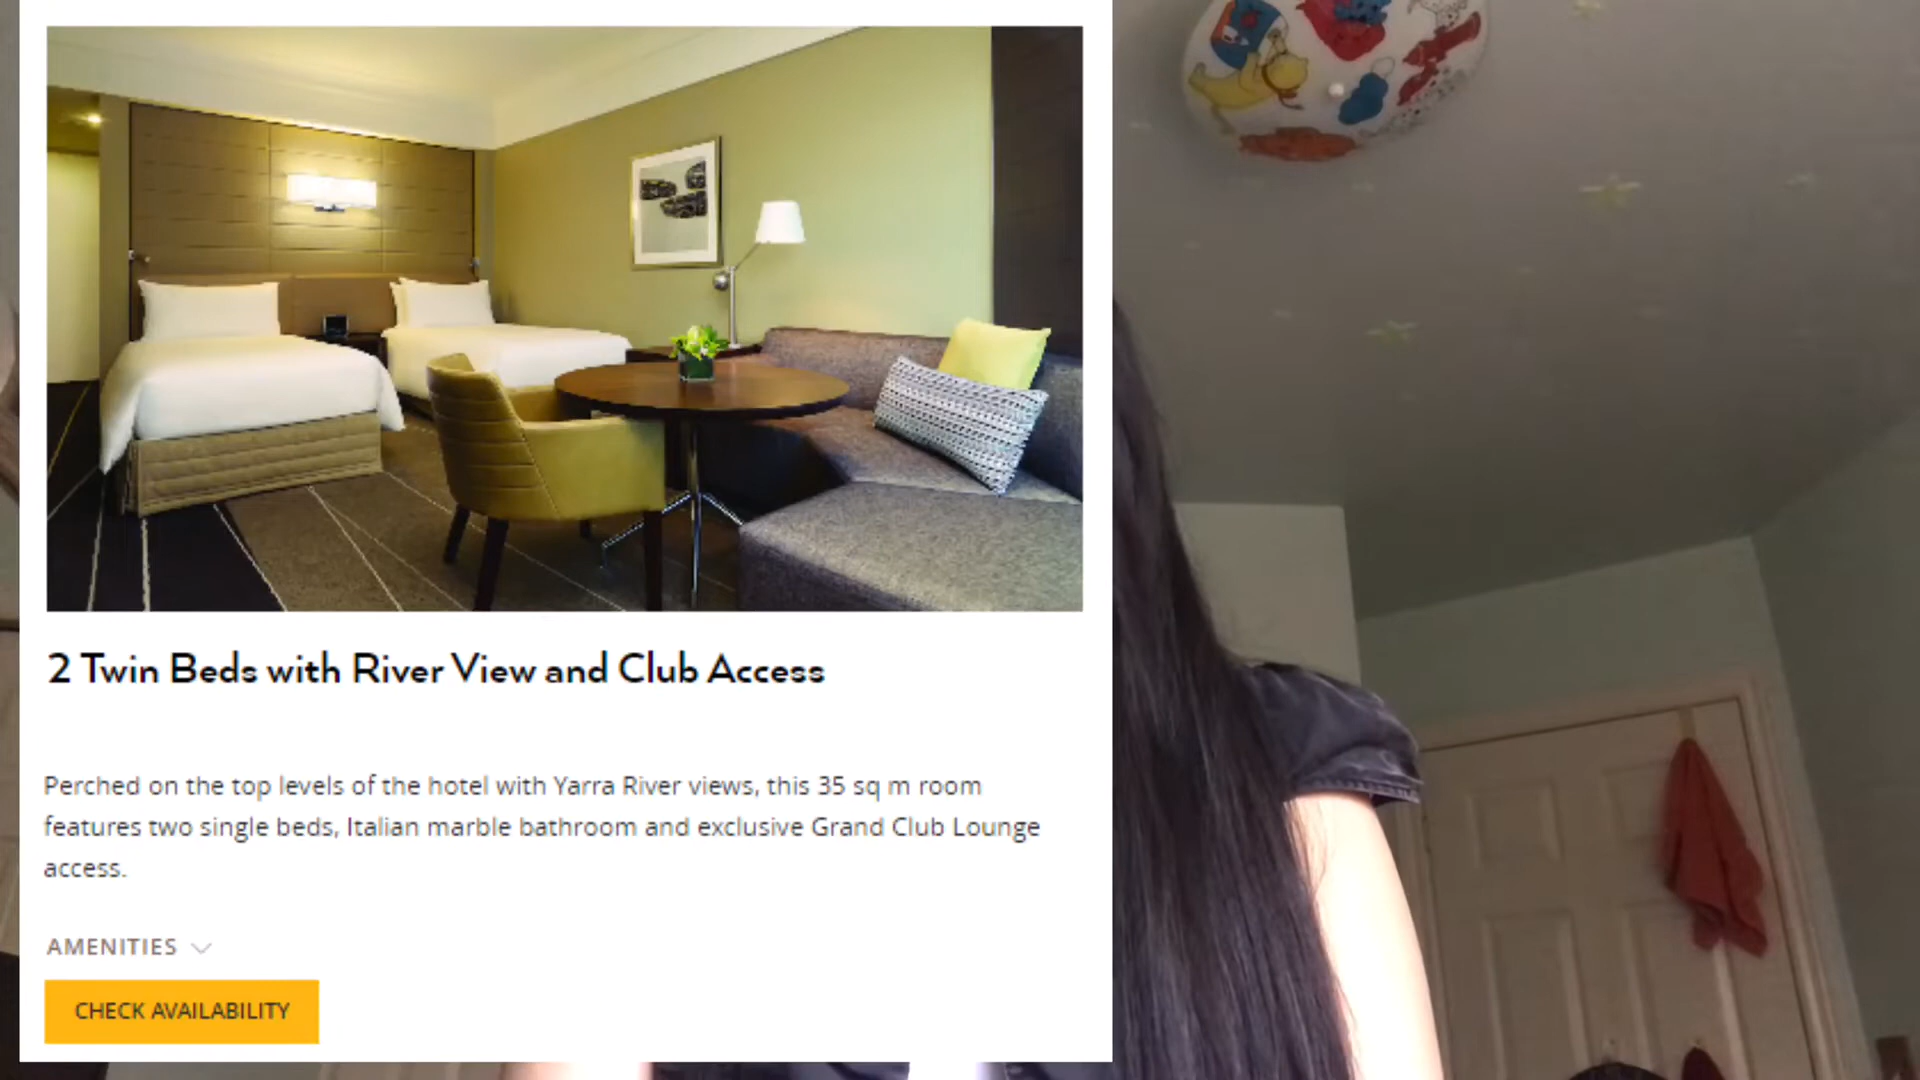 2 Twin Beds with River View and Club Access
Perched on the top levels of the hotel with Yarra River views, this 35 sq m room
features two single beds, Italian marble bathroom and exclusive Grand Club Lounge
access.
AMENITIES
CHECK AVAILABILITY